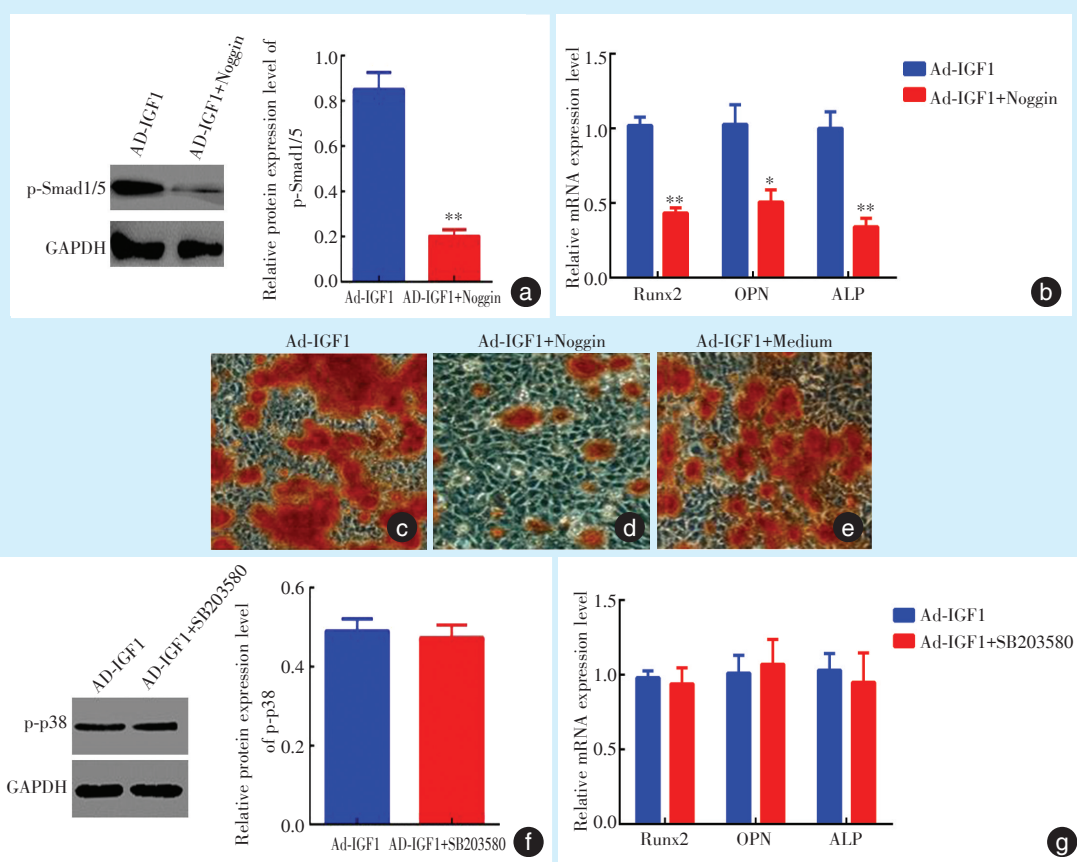 AD-IGF1
AD-IGF1+Noggin
p-Smad1/5
GAPDH
Relative protein expression level of
p-Smad1/5
1.0
0.8
0.6
0.4
0.2
0.0
**
Ad-IGF1 AD-IGF1+Noggin
a
Relative mRNA expression level
1.5
1.0
0.5
0.0
**
*
**
Runx2 OPN ALP
Ad-IGF1
Ad-IGF1+Noggin
b
Ad-IGF1
c
Ad-IGF1+Noggin
d
Ad-IGF1+Medium
e
AD-IGF1
AD-IGF1+SB203580
p-p38
GAPDH
Relative protein expression level
of p-p38
0.6
0.4
0.2
0.0
Ad-IGF1 AD-IGF1+SB203580
f
Relative mRNA expression level
1.5
1.0
0.5
0.0
Runx2 OPN ALP
Ad-IGF1
Ad-IGF1+SB203580
g